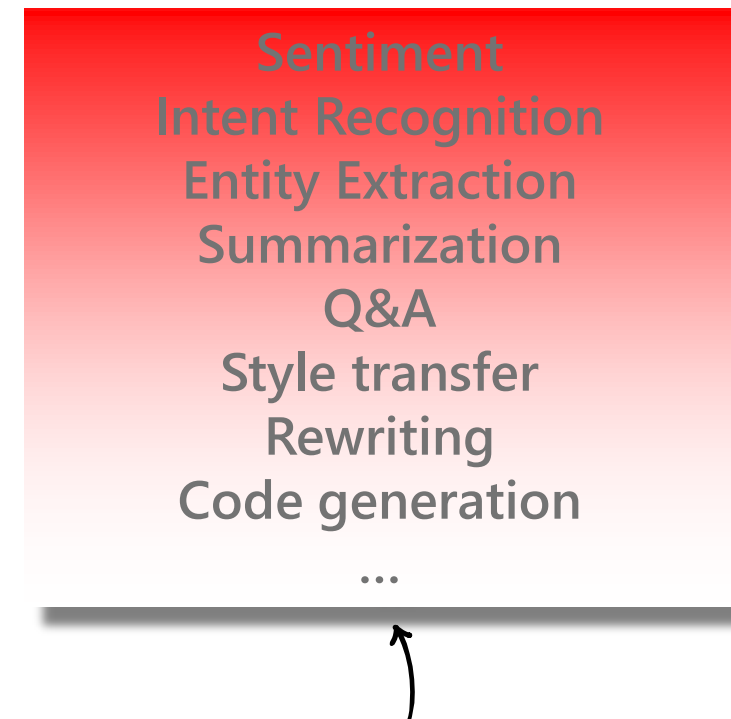 Sentiment
Intent Recognition
Entity Extraction
Summarization
Q&A
Style transfer
Rewriting
Code generation
...